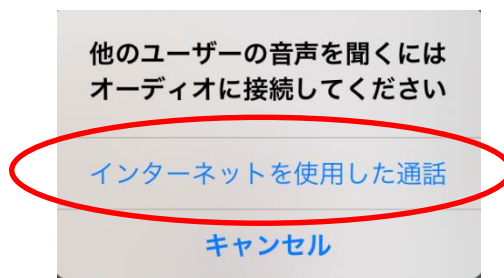 他のユーザーの音声を聞くには
オーディオに接続してください
インターネットを使用した通話
キャンセル